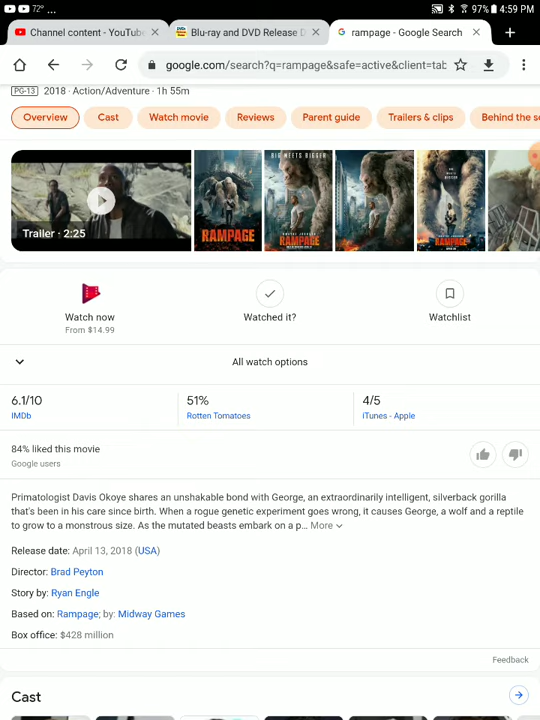 72°
97% 4:59 PM
Channel content - YouTube
Blu-ray and DVD Release D
rampage - Google Search
google.com/search?q=rampage&safe=active&client=tab
PG-13 2018 · Action/Adventure · 1h 55m
Overview
Cast
Watch movie
Reviews
Parent guide
Trailers & clips
Behind the s
Trailer · 2:25
RAMPAGE
BIG MEETS BIGGER
RAMPAGE
RAMPAGE
Watch now
From $14.99
Watched it?
Watchlist
All watch options
6.1/10
IMDb
51%
Rotten Tomatoes
4/5
iTunes - Apple
84% liked this movie
Google users
Primatologist Davis Okoye shares an unshakable bond with George, an extraordinarily intelligent, silverback gorilla
that's been in his care since birth. When a rogue genetic experiment goes wrong, it causes George, a wolf and a reptile
to grow to a monstrous size. As the mutated beasts embark on a p... More
Release date: April 13, 2018 (USA)
Director: Brad Peyton
Story by: Ryan Engle
Based on: Rampage; by: Midway Games
Box office: $428 million
Feedback
Cast